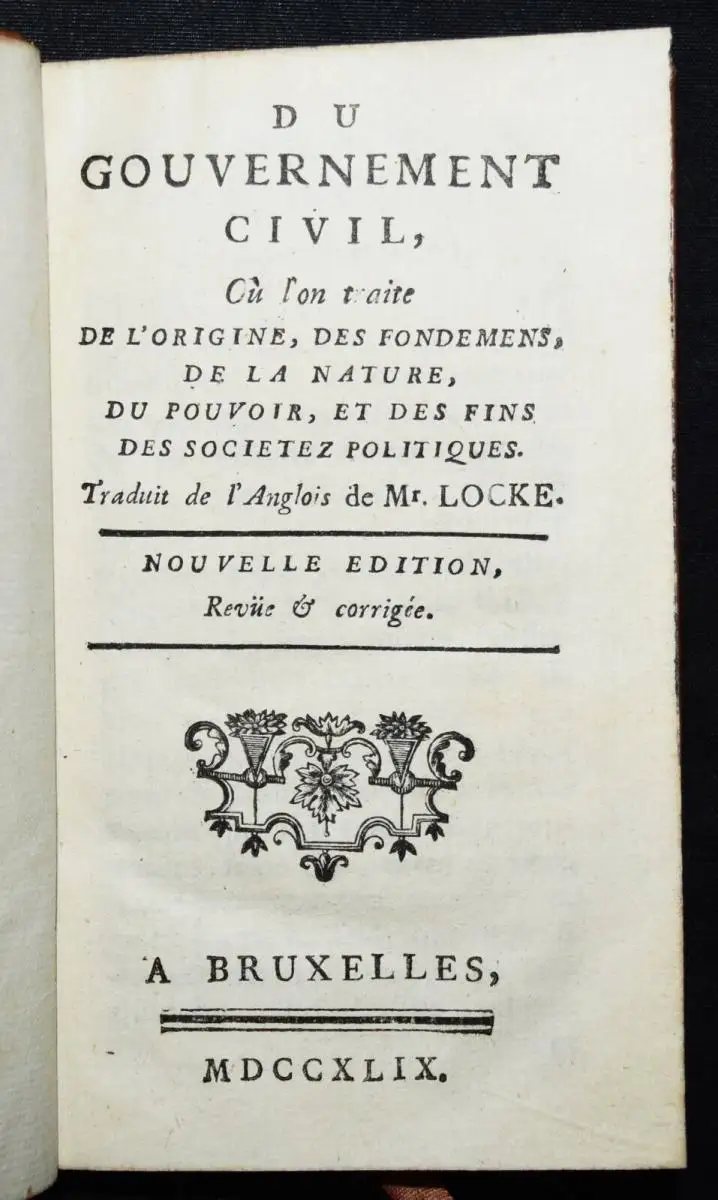 DU
GOUVERNEMENT
CIVIL,
Où l'on traite
DE L'ORIGINE, DES FONDEMENS,
DE LA NATURE,
DU POUVOIR, ET DES FINS
DES SOCIETEZ POLITIQUES.
Traduit de l'Anglois de Mr. LOCKE.
NOUVELLE EDITION,
Revüe & corrigée.
A BRUXELLES,
MDCCXLIX.